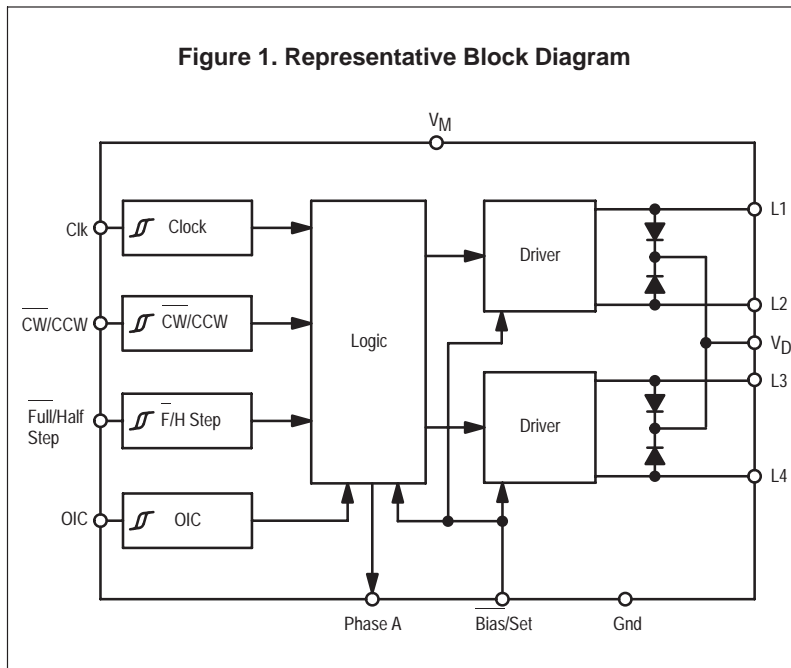 Figure 1. Representative Block Diagram
VM
Clk
Clock
L1
Driver
CW/CCW
CW/CCW
L2
Logic
VD
L3
Full/Half
Step
F/H Step
Driver
L4
OIC
OIC
Phase A
Bias/Set
Gnd